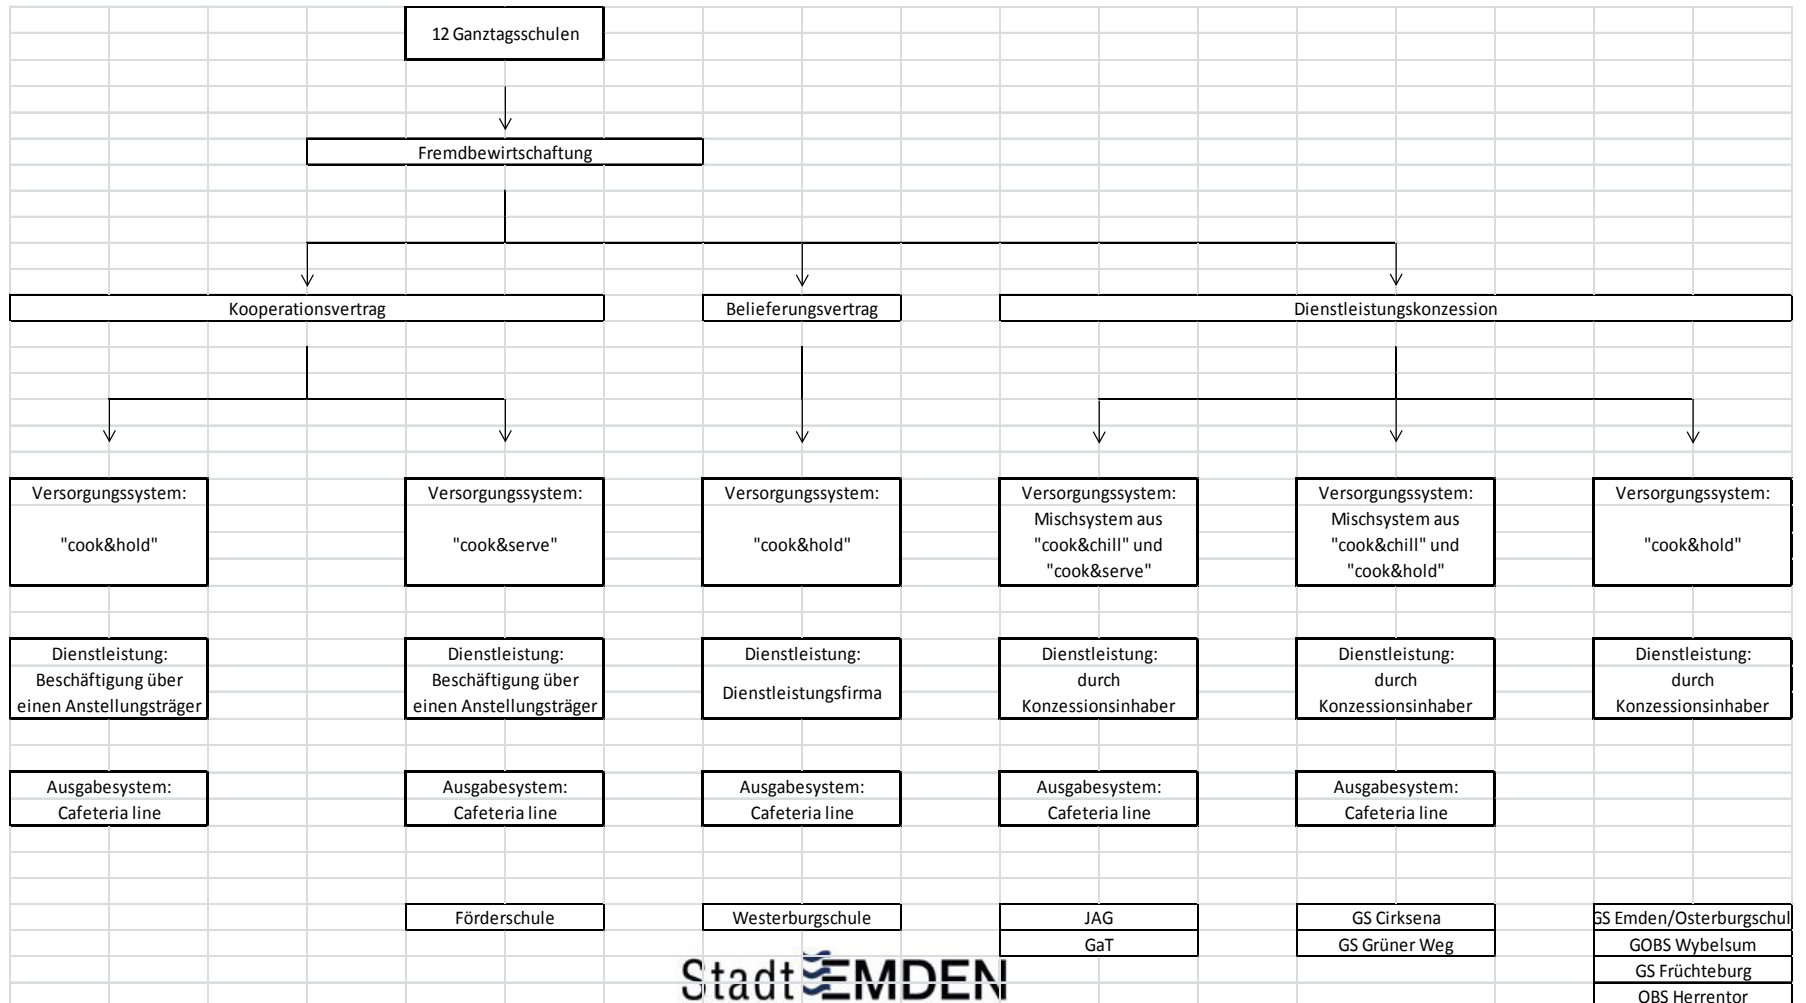 12 Ganztagsschulen
Fremdbewirtschaftung
Kooperationsvertrag
Belieferungsvertrag
Dienstleistungskonzession
Versorgungssystem:
"cook&hold"
Versorgungssystem:
"cook&serve"
Versorgungssystem:
"cook&hold"
Versorgungssystem:
Mischsystem aus
"cook&chill" und
"cook&serve"
Versorgungssystem:
Mischsystem aus
"cook&chill" und
"cook&hold"
Versorgungssystem:
"cook&hold"
Dienstleistung:
Beschäftigung über
einen Anstellungsträger
Dienstleistung:
Beschäftigung über
einen Anstellungsträger
Dienstleistung:
Dienstleistungsfirma
Dienstleistung:
durch
Konzessionsinhaber
Dienstleistung:
durch
Konzessionsinhaber
Dienstleistung:
durch
Konzessionsinhaber
Ausgabesystem:
Cafeteria line
Ausgabesystem:
Cafeteria line
Ausgabesystem:
Cafeteria line
Ausgabesystem:
Cafeteria line
Ausgabesystem:
Cafeteria line
Förderschule
Westerburgschule
JAG
GaT
GS Cirksena
GS Grüner Weg
GS Emden/Osterburgschul
GOBS Wybelsum
GS Früchteburg
OBS Herrentor
Stadt EMDEN